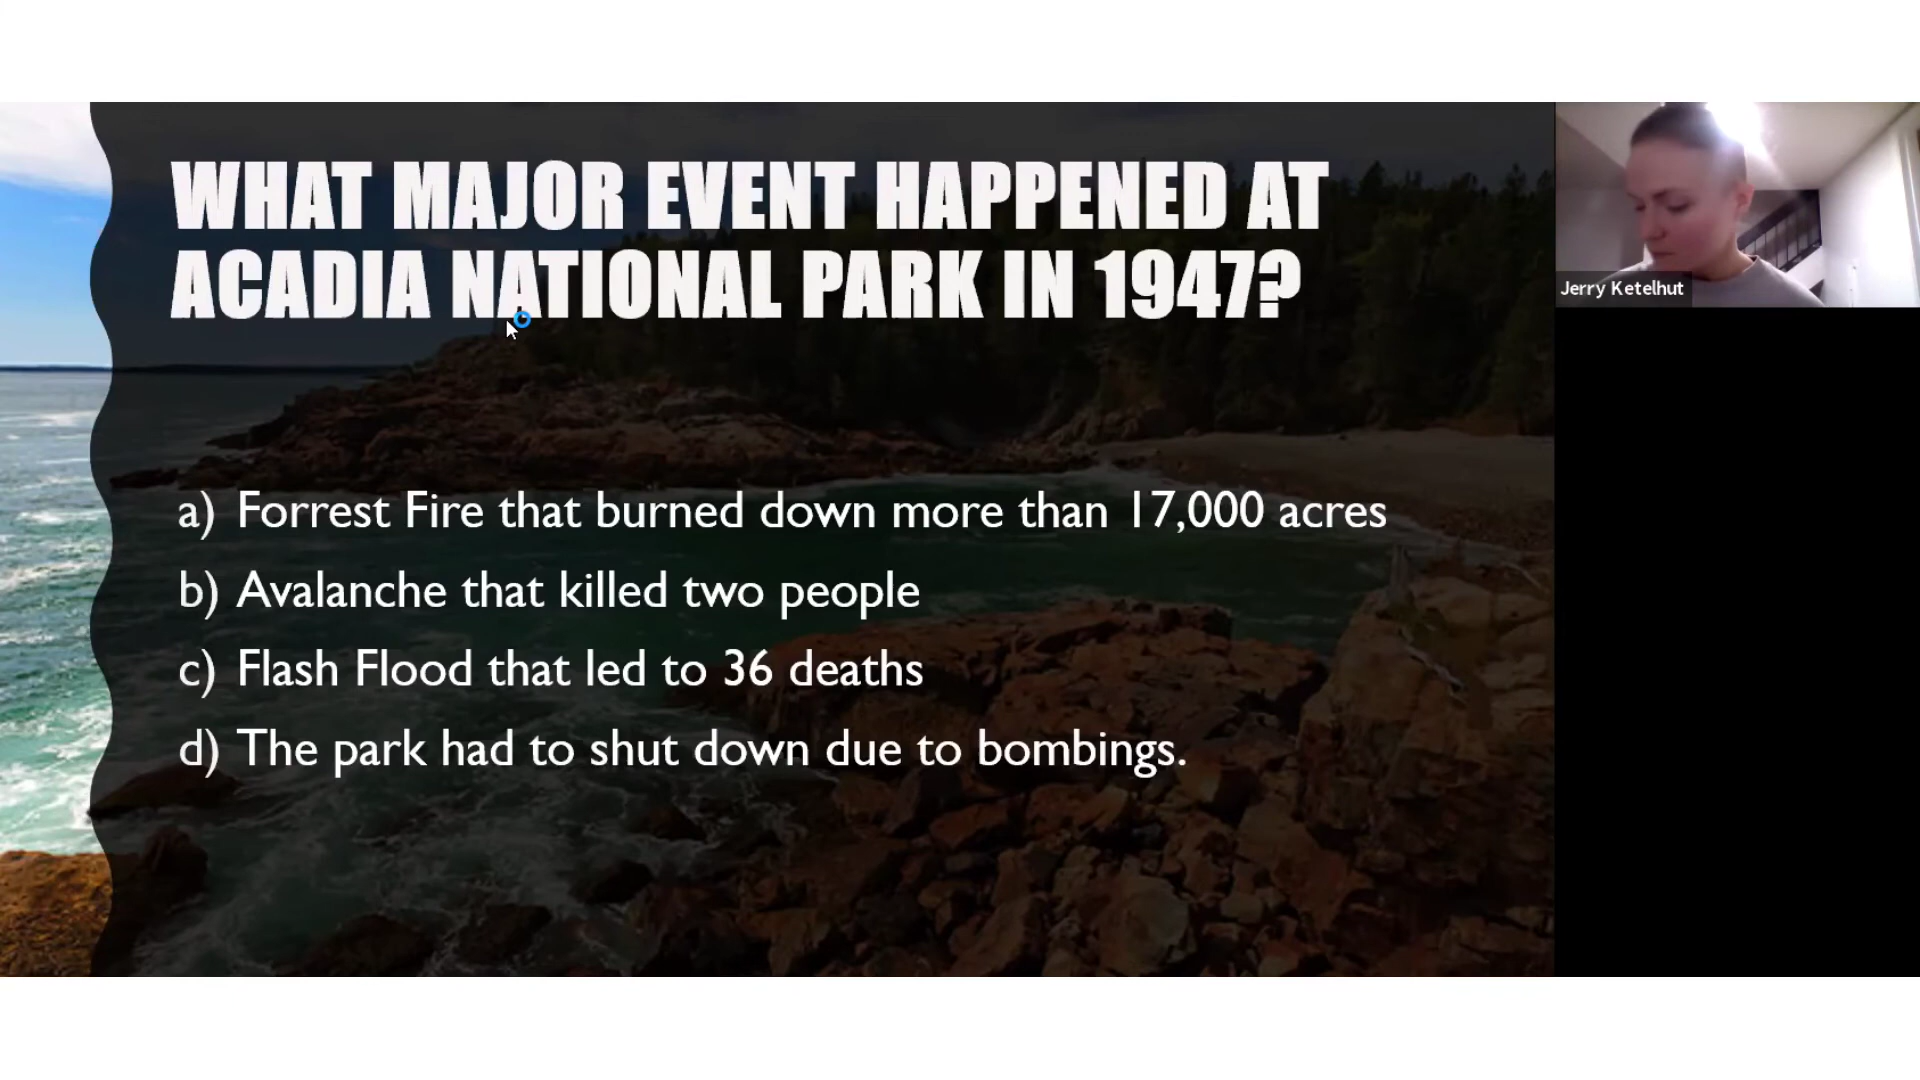 WHAT MAJOR EVENT HAPPENED AT
ACADIA NATIONAL PARK IN 1947?
a) Forrest Fire that burned down more than 17,000 acres
b) Avalanche that killed two people
c) Flash Flood that led to 36 deaths
d) The park had to shut down due to bombings.
Jerry Ketelhut